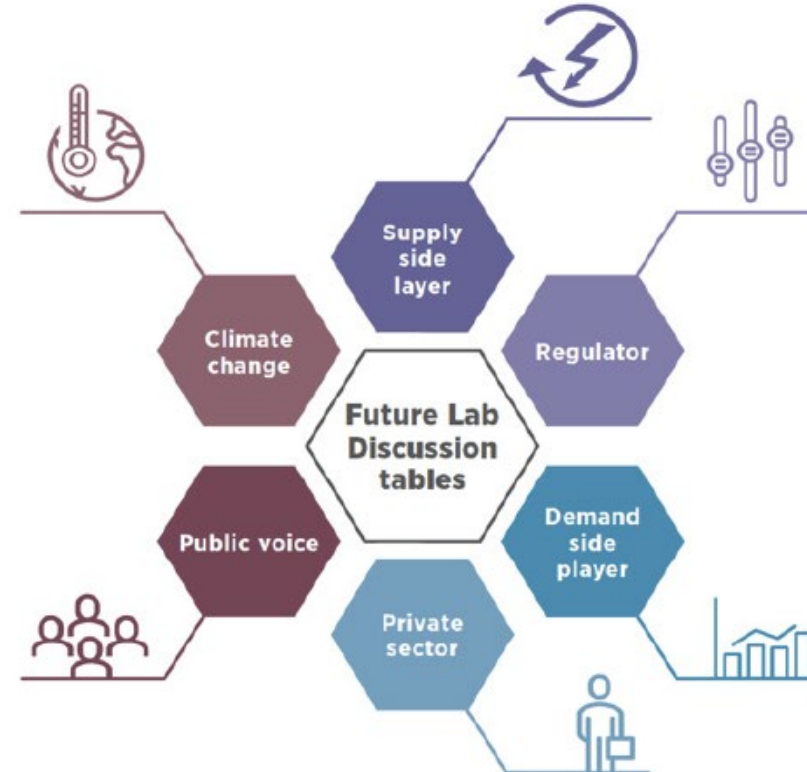 Supply
side
layer
Climate
change
Regulator
Future Lab
Discussion
tables
Public voice
Demand
side
player
Private
sector